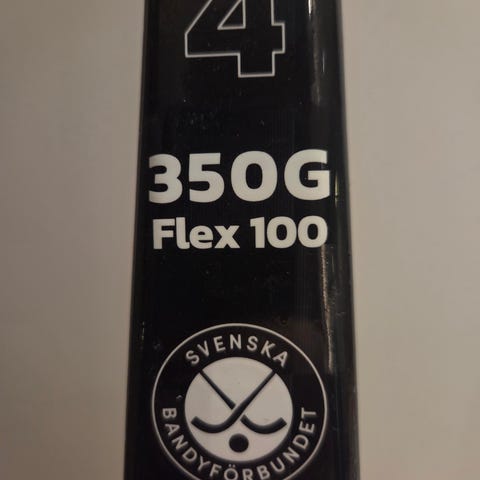 4
350G
Flex 100
SVENSKA
BANDYFÖRBUNDET